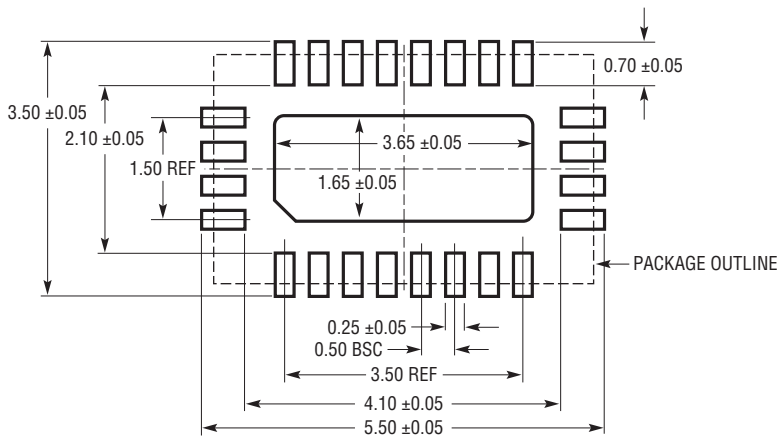 0.70 ±0.05
3.50 ±0.05
2.10 ±0.05
3.65 ±0.05
1.50 REF
1.65 ±0.05
PACKAGE OUTLINE
0.25 ±0.05
0.50 BSC
3.50 REF
4.10 ±0.05
5.50 ±0.05